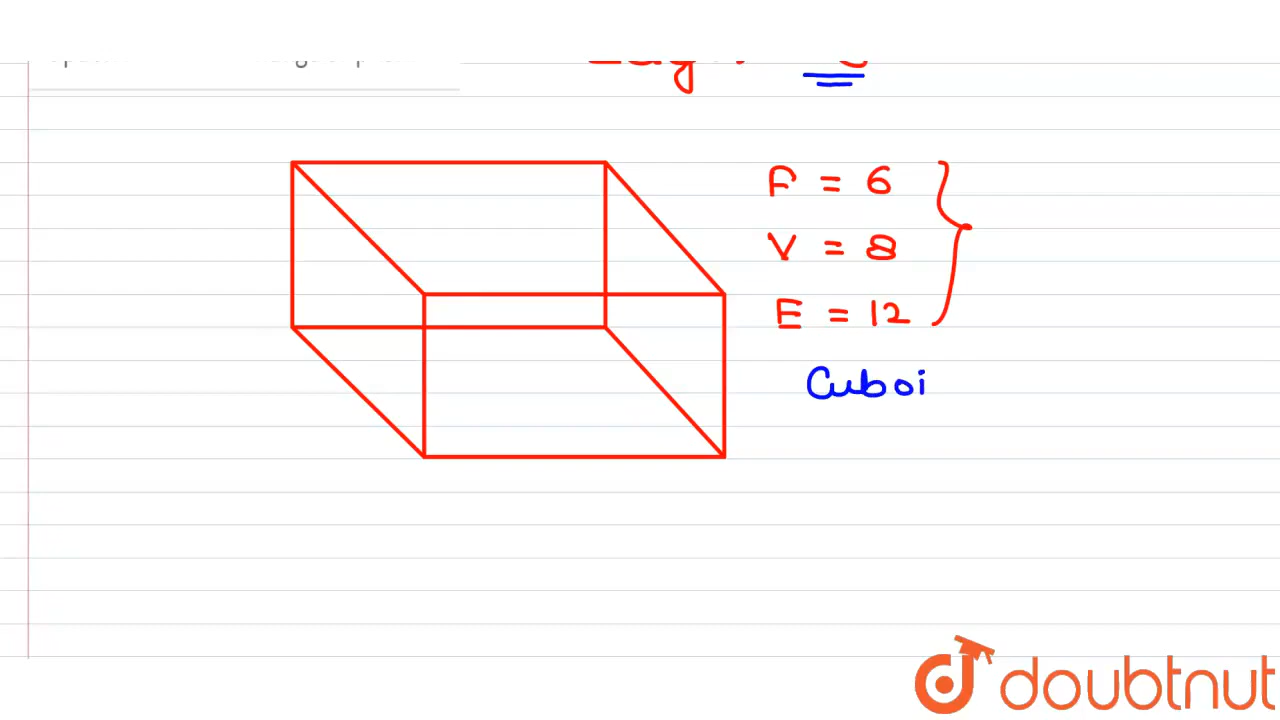 F = 6
V = 8
E = 12
Cuboi
doubtnut